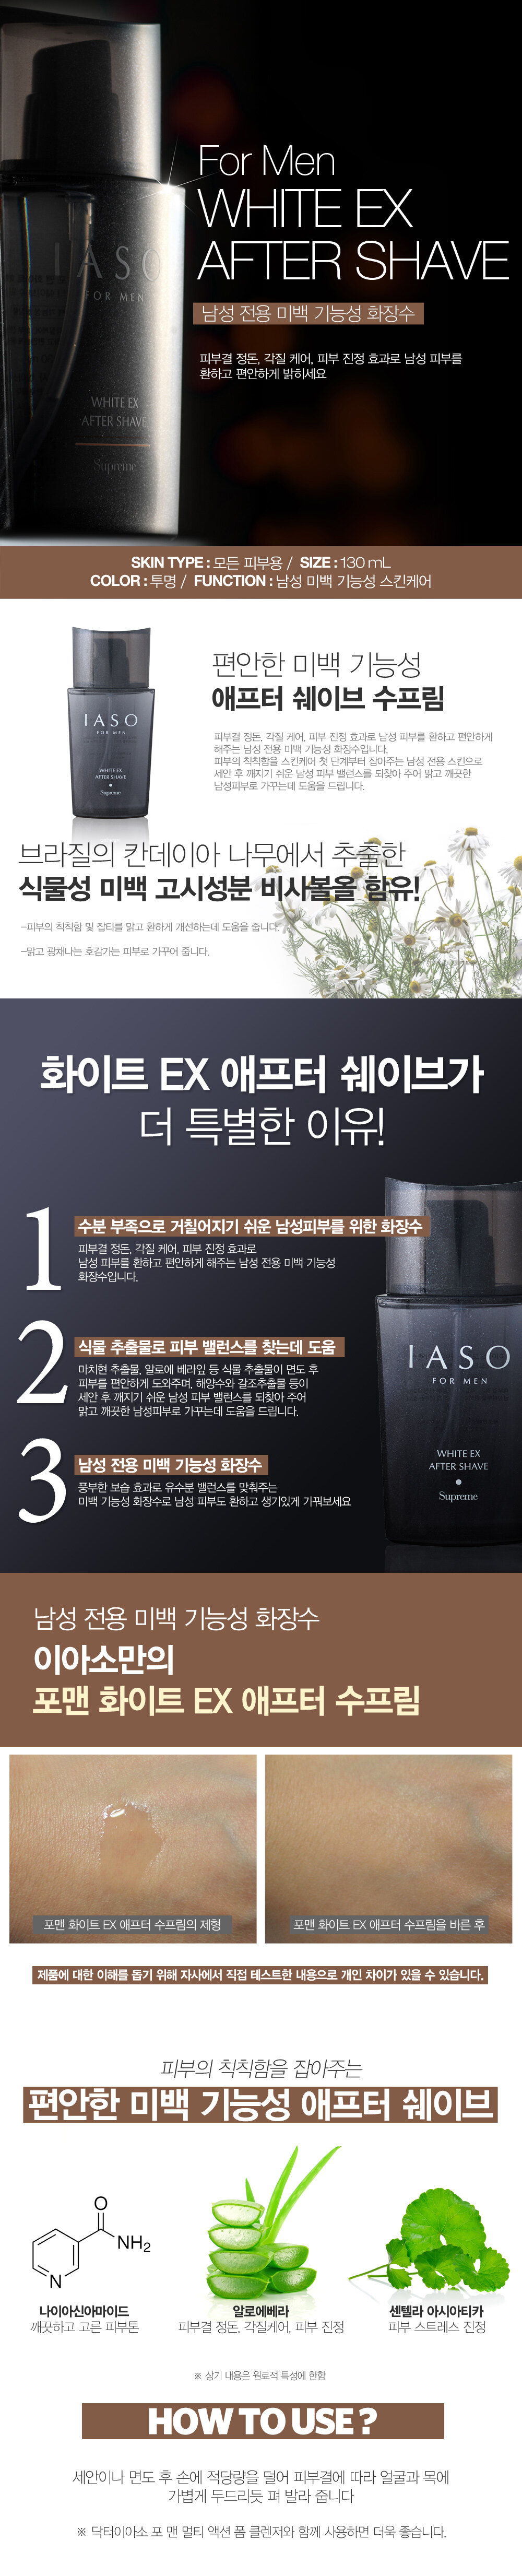 For Men
WHITE EX
AFTER SHAVE
남성 전용 미백 기능성 화장수
피부결 정돈, 각질 케어, 피부 진정 효과로 남성 피부를
환하고 편안하게 밝히세요
IASO
FOR MEN
WHITE EX
AFTER SHAVE
Supreme
SKIN TYPE : 모든 피부용 / SIZE : 130 mL
COLOR : 투명 / FUNCTION : 남성 미백 기능성 스킨케어
IASO
FOR MEN
WHITE EX
AFTER SHAVE
Supreme
편안한 미백 기능성
애프터 쉐이브 수프림
피부결 정돈, 각질 케어, 피부 진정 효과로 남성 피부를 환하고 편안하게
해주는 남성 전용 미백 기능성 화장수입니다.
피부의 칙칙함을 스킨케어 첫 단계부터 잡아주는 남성 전용 스킨으로
세안 후 깨지기 쉬운 남성 피부 밸런스를 되찾아 주어 맑고 깨끗한
남성피부로 가꾸는데 도움을 드립니다.
브라질의 칸데이아 나무에서 추출한
식물성 미백 고시성분 비사볼올 함유!
-피부의 칙칙함 및 잡티를 맑고 환하게 개선하는데 도움을 줍니다.
-맑고 광채나는 호감가는 피부로 가꾸어 줍니다.
화이트 EX 애프터 쉐이브가
더 특별한 이유!
1
수분 부족으로 거칠어지기 쉬운 남성피부를 위한 화장수
피부결 정돈, 각질 케어, 피부 진정 효과로
남성 피부를 환하고 편안하게 해주는 남성 전용 미백 기능성
화장수입니다.
2
식물 추출물로 피부 밸런스를 찾는데 도움
마치현 추출물, 알로에 베라잎 등 식물 추출물이 면도 후
피부를 편안하게 도와주며, 해양수와 갈조추출물 등이
세안 후 깨지기 쉬운 남성 피부 밸런스를 되찾아 주어
맑고 깨끗한 남성피부로 가꾸는데 도움을 드립니다.
3
남성 전용 미백 기능성 화장수
풍부한 보습 효과로 유수분 밸런스를 맞춰주는
미백 기능성 화장수로 남성 피부도 환하고 생기있게 가꿔보세요
IASO
FOR MEN
WHITE EX
AFTER SHAVE
Supreme
남성 전용 미백 기능성 화장수
이아소만의
포맨 화이트 EX 애프터 수프림
포맨 화이트 EX 애프터 수프림의 제형
포맨 화이트 EX 애프터 수프림을 바른 후
제품에 대한 이해를 돕기 위해 자사에서 직접 테스트한 내용으로 개인 차이가 있을 수 있습니다.
피부의 칙칙함을 잡아주는
편안한 미백 기능성 애프터 쉐이브
O
NH2
N
나이아신아마이드
깨끗하고 고른 피부톤
알로에베라
피부결 정돈, 각질케어, 피부 진정
센텔라 아시아티카
피부 스트레스 진정
※ 상기 내용은 원료적 특성에 한함
HOW TO USE ?
세안이나 면도 후 손에 적당량을 덜어 피부결에 따라 얼굴과 목에
가볍게 두드리듯 펴 발라 줍니다
※ 닥터이아소 포 맨 멀티 액션 폼 클렌저와 함께 사용하면 더욱 좋습니다.